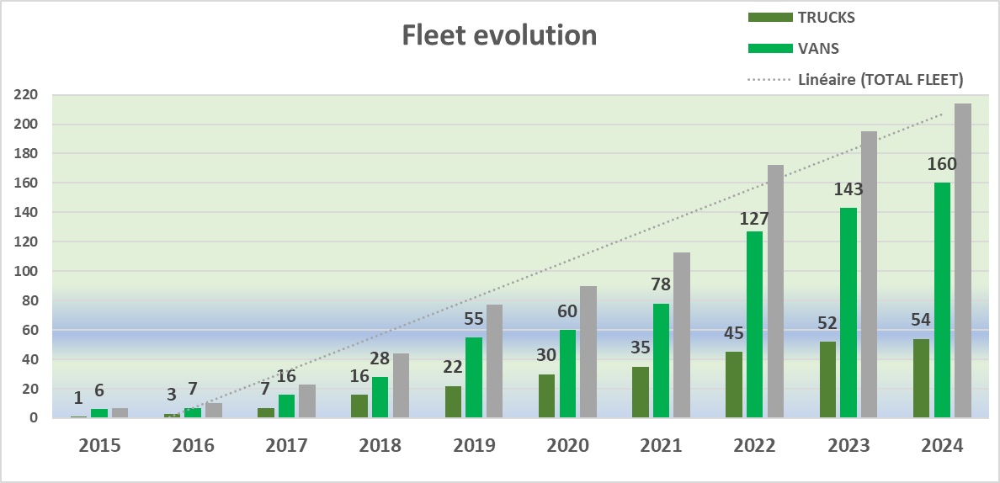 Fleet evolution
TRUCKS
VANS
Linéaire (TOTAL FLEET)
220
200
180
160
140
120
100
80
60
40
20
0
1 6 3 7 7 16 16 28 22 55 30 60 35 78 45 127 52 143 54 160
2015 2016 2017 2018 2019 2020 2021 2022 2023 2024